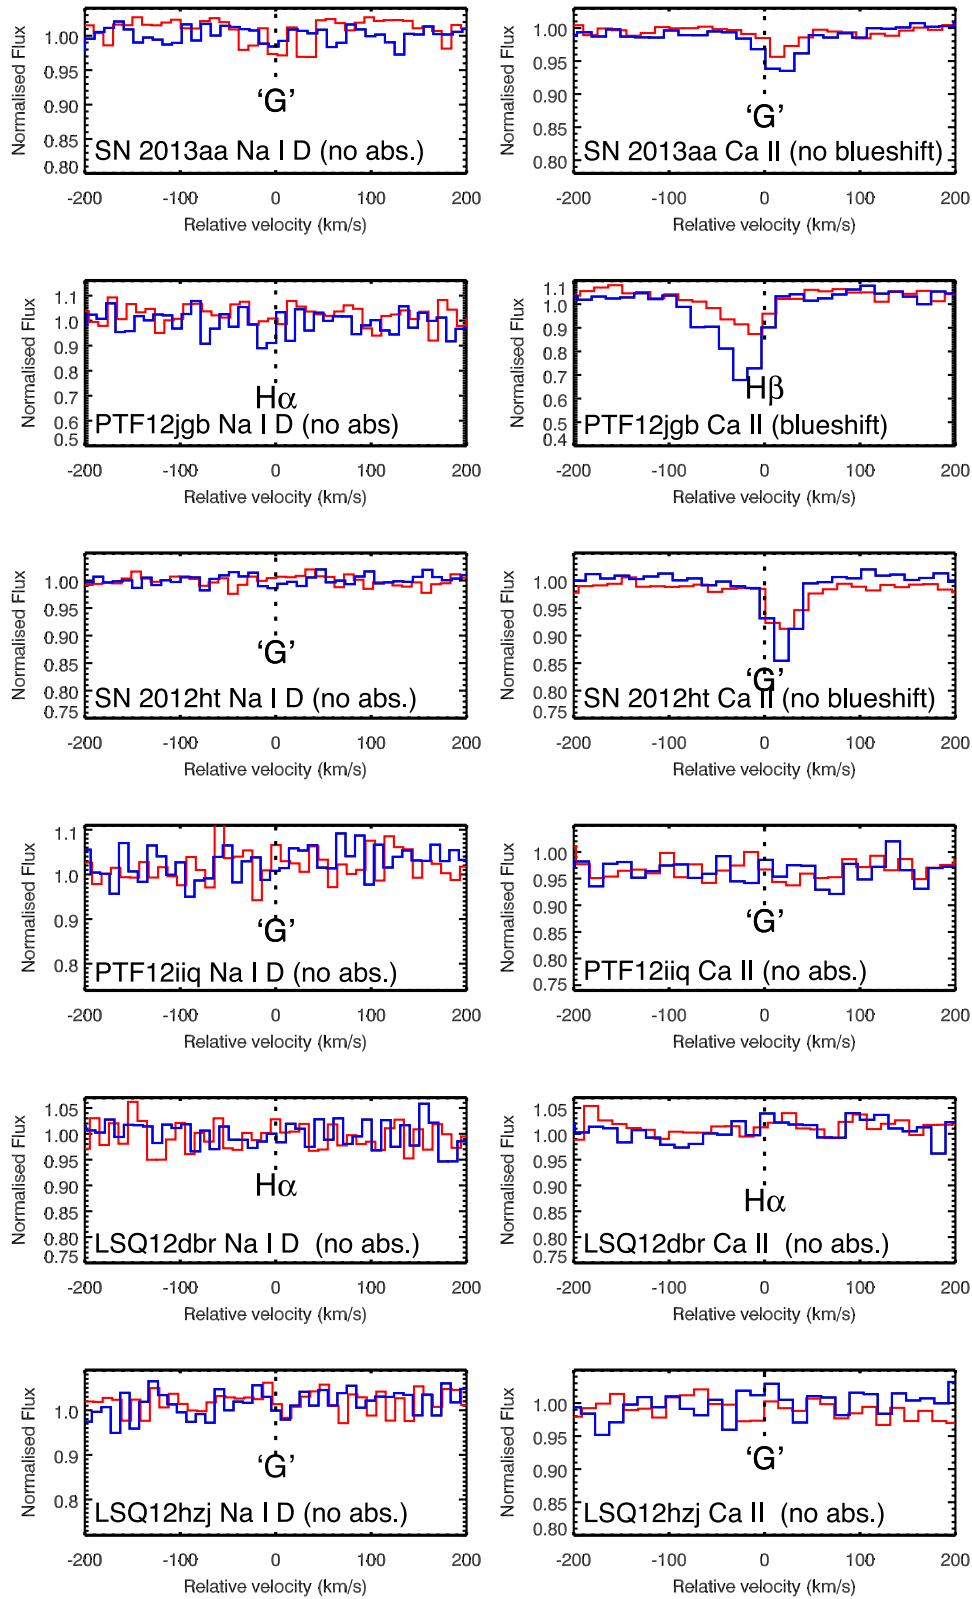 Normalised Flux
1.00
0.95
0.90
0.85
0.80
'G'
SN 2013aa Na I D (no abs.)
-200 -100 0 100 200
Relative velocity (km/s)
Normalised Flux
1.00
0.95
0.90
0.85
0.80
'G'
SN 2013aa Ca II (no blueshift)
-200 -100 0 100 200
Relative velocity (km/s)
Normalised Flux
1.1
1.0
0.9
0.8
0.7
0.6
0.5
Hα
PTF12jgb Na I D (no abs)
-200 -100 0 100 200
Relative velocity (km/s)
Normalised Flux
1.1
1.0
0.9
0.8
0.7
0.6
0.5
0.4
Hβ
PTF12jgb Ca II (blueshift)
-200 -100 0 100 200
Relative velocity (km/s)
Normalised Flux
1.00
0.95
0.90
0.85
0.80
0.75
'G'
SN 2012ht Na I D (no abs.)
-200 -100 0 100 200
Relative velocity (km/s)
Normalised Flux
1.00
0.95
0.90
0.85
0.80
0.75
'G'
SN 2012ht Ca II (no blueshift)
-200 -100 0 100 200
Relative velocity (km/s)
Normalised Flux
1.1
1.0
0.9
0.8
'G'
PTF12iiq Na I D (no abs.)
-200 -100 0 100 200
Relative velocity (km/s)
Normalised Flux
1.00
0.95
0.90
0.85
0.80
0.75
'G'
PTF12iiq Ca II (no abs.)
-200 -100 0 100 200
Relative velocity (km/s)
Normalised Flux
1.05
1.00
0.95
0.90
0.85
0.80
0.75
Hα
LSQ12dbr Na I D (no abs.)
-200 -100 0 100 200
Relative velocity (km/s)
Normalised Flux
1.05
1.00
0.95
0.90
0.85
0.80
0.75
Hα
LSQ12dbr Ca II (no abs.)
-200 -100 0 100 200
Relative velocity (km/s)
Normalised Flux
1.0
0.9
0.8
'G'
LSQ12hzj Na I D (no abs.)
-200 -100 0 100 200
Relative velocity (km/s)
Normalised Flux
1.00
0.95
0.90
0.85
0.80
'G'
LSQ12hzj Ca II (no abs.)
-200 -100 0 100 200
Relative velocity (km/s)